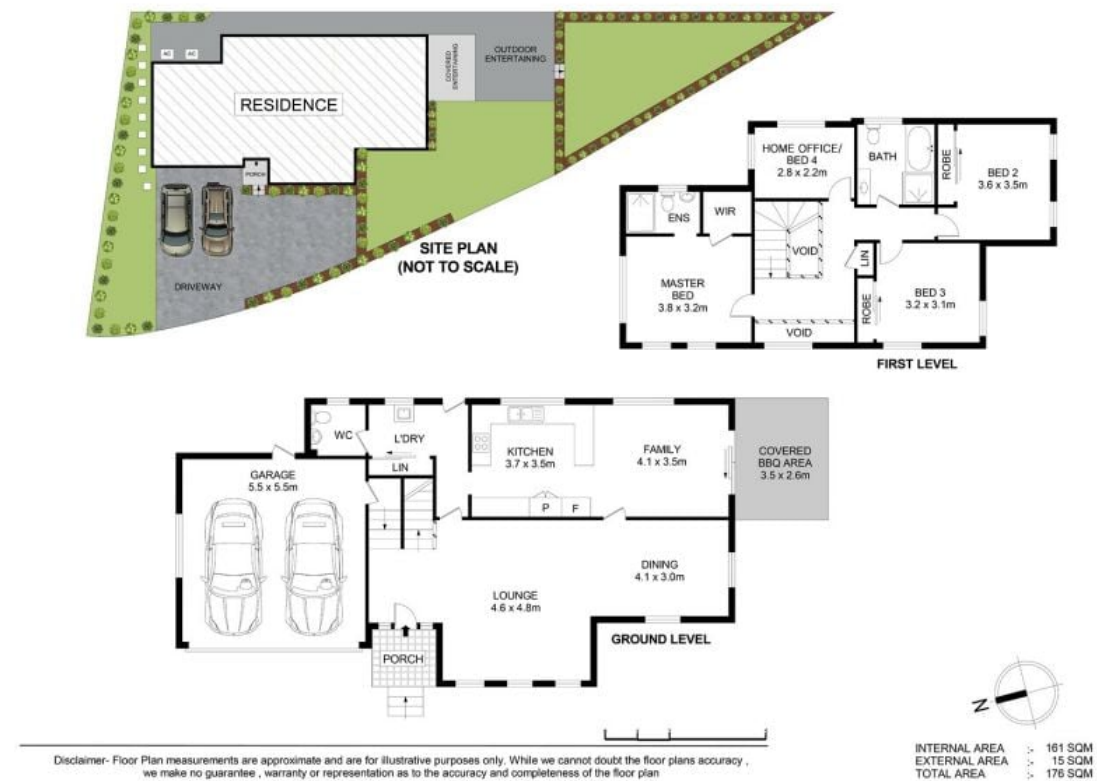 AC AC
COVERED
ENTERTAINING
OUTDOOR
ENTERTAINING
RESIDENCE
PORCH
DRIVEWAY
SITE PLAN
(NOT TO SCALE)
HOME OFFICE/
BED 4
2.8 x 2.2m
BATH
ROBE
BED 2
3.6 x 3.5m
ENS
WIR
VOID
LIN
MASTER
BED
3.8 x 3.2m
BED 3
3.2 x 3.1m
ROBE
VOID
FIRST LEVEL
WC
L'DRY
LIN
KITCHEN
3.7 x 3.5m
P
F
FAMILY
4.1 x 3.5m
COVERED
BBQ AREA
3.5 x 2.6m
GARAGE
5.5 x 5.5m
DINING
4.1 x 3.0m
LOUNGE
4.6 x 4.8m
GROUND LEVEL
PORCH
N
Disclaimer- Floor Plan measurements are approximate and are for illustrative purposes only. While we cannot doubt the floor plans accuracy ,
we make no guarantee , warranty or representation as to the accuracy and completeness of the floor plan
INTERNAL AREA :- 161 SQM
EXTERNAL AREA :- 15 SQM
TOTAL AREA :- 176 SQM